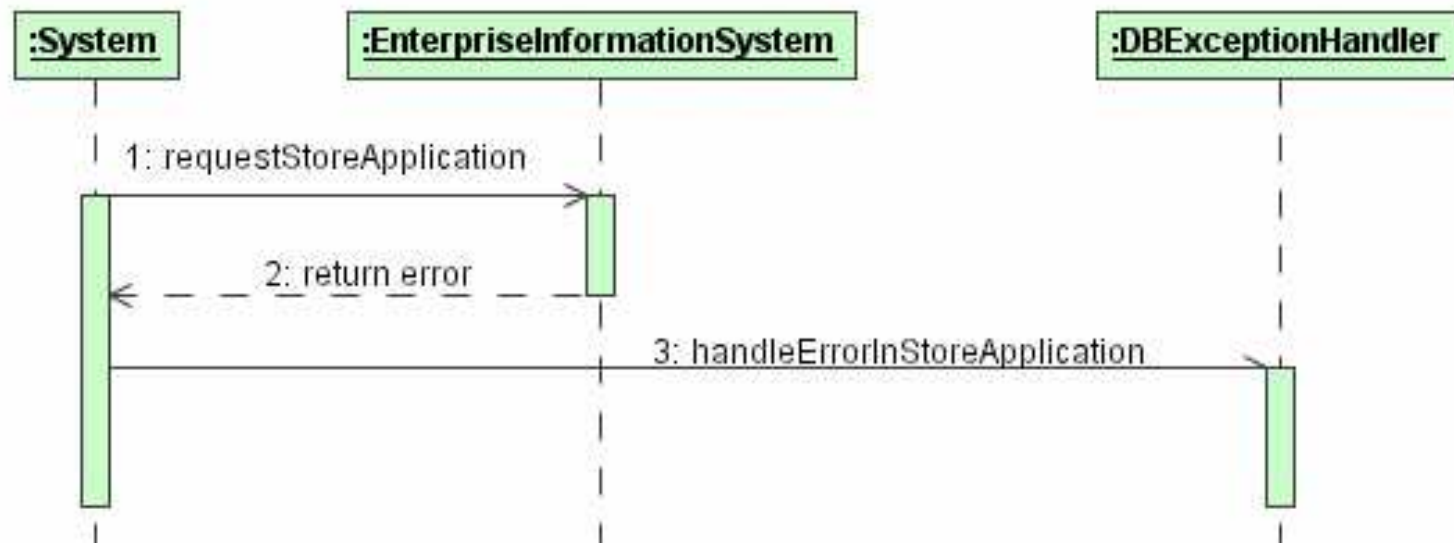 :System
:EnterpriseInformationSystem
:DBExceptionHandler
1: requestStoreApplication
2: return error
3: handleErrorInStoreApplication